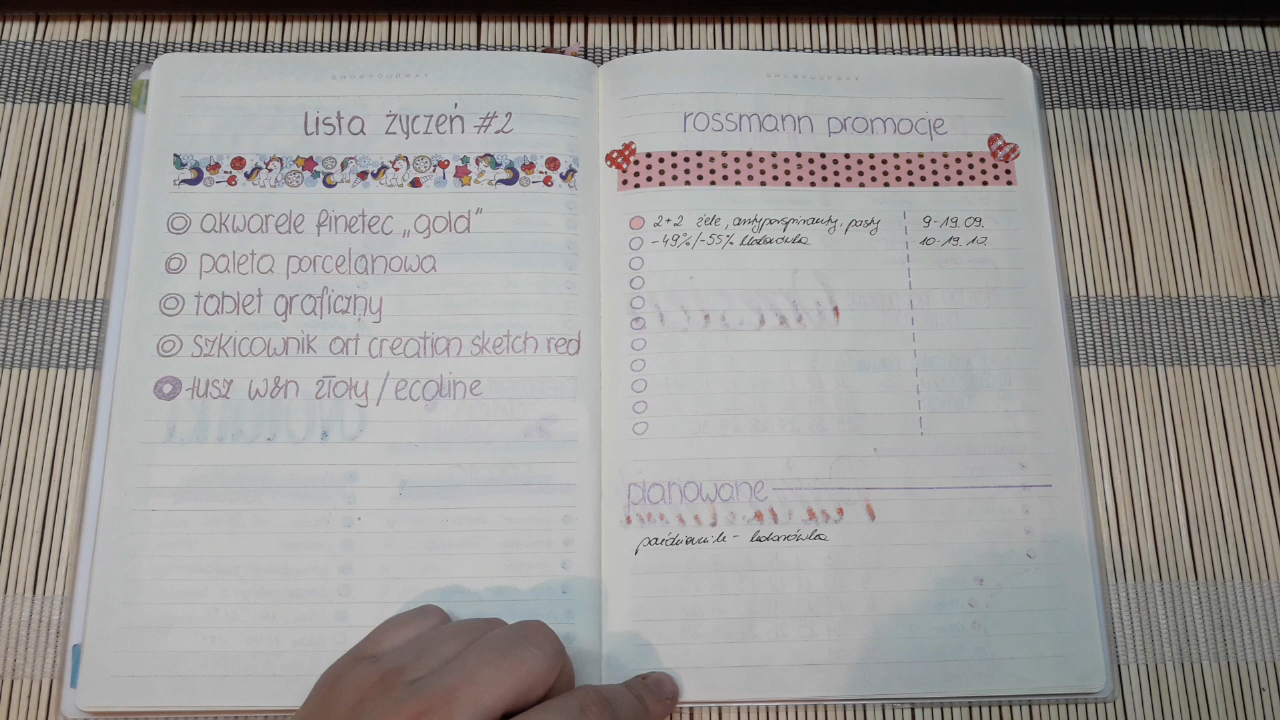 lista życzeń #2
akwarele finetec „gold"
paleta porcelanowa
tablet graficzny
szkicownik art creation sketch red
tusz w&n złoty / ecoline
rossmann promocje
2+2 żele, antyperspiranty, pasty 9-19.09.
-49%/-55% kolorówka 10-19.10.
planowane
październik - kolorówka